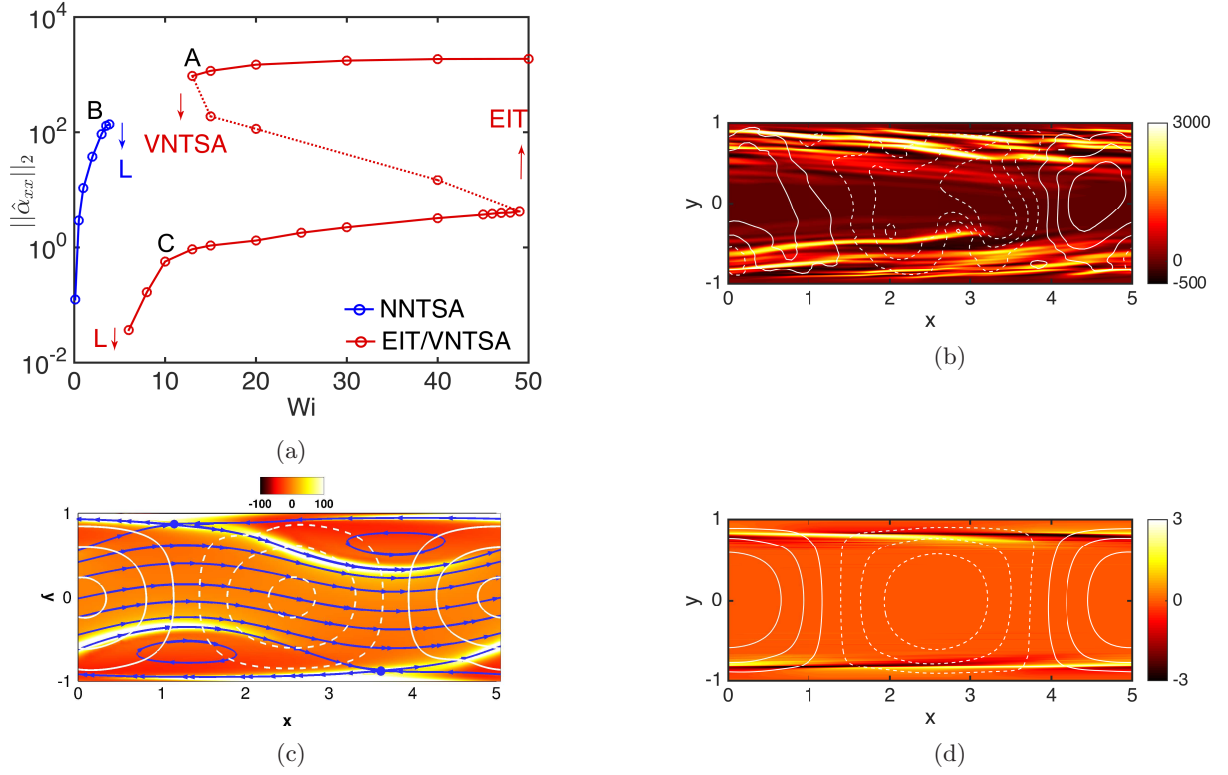 10^4
10^2
10^0
10^-2
||α̂_xx||_2
A
B
VNTSA
EIT
L
C
L
NNTSA
EIT/VNTSA
0 10 20 30 40 50
Wi
(a)
1
0
-1
y
0 1 2 3 4 5
x
3000
0
-500
(b)
-100 0 100
1
0
-1
y
0 1 2 3 4 5
x
(c)
1
0
-1
y
0 1 2 3 4 5
x
3
0
-3
(d)